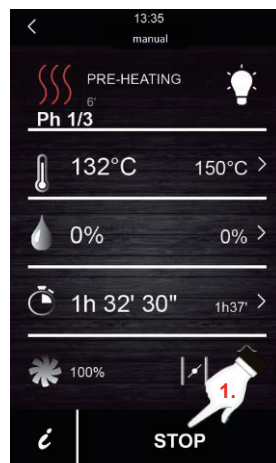 13:35
manual
PRE-HEATING
6'
Ph 1/3
132°C 150°C >
0% 0% >
1h 32' 30" 1h37' >
100%
1.
i STOP